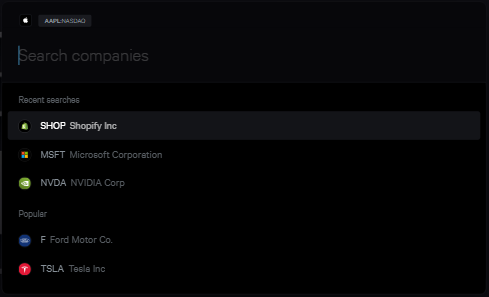 AAPL:NASDAQ
Search companies
Recent searches
SHOP Shopify Inc
MSFT Microsoft Corporation
NVDA NVIDIA Corp
Popular
F Ford Motor Co.
TSLA Tesla Inc